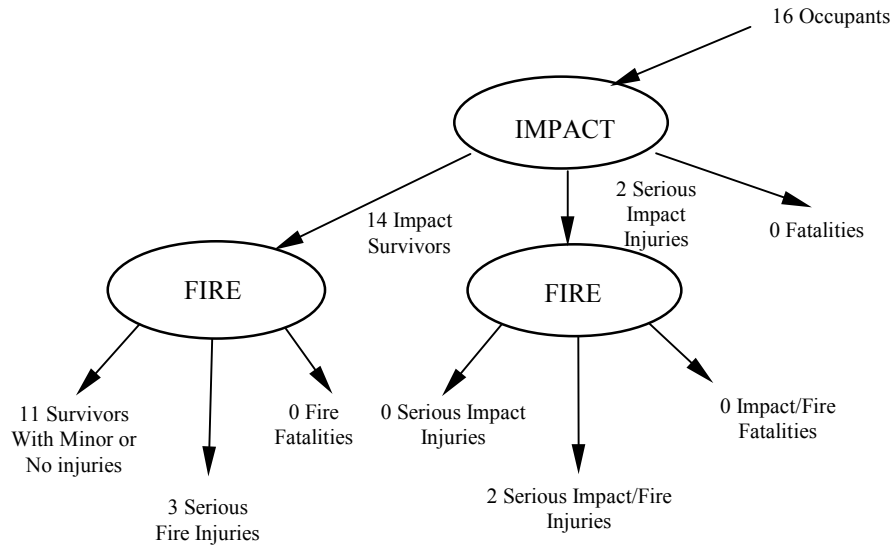 16 Occupants
IMPACT
14 Impact
Survivors
2 Serious
Impact
Injuries
0 Fatalities
FIRE
FIRE
11 Survivors
With Minor or
No injuries
3 Serious
Fire Injuries
0 Fire
Fatalities
0 Serious Impact
Injuries
2 Serious Impact/Fire
Injuries
0 Impact/Fire
Fatalities